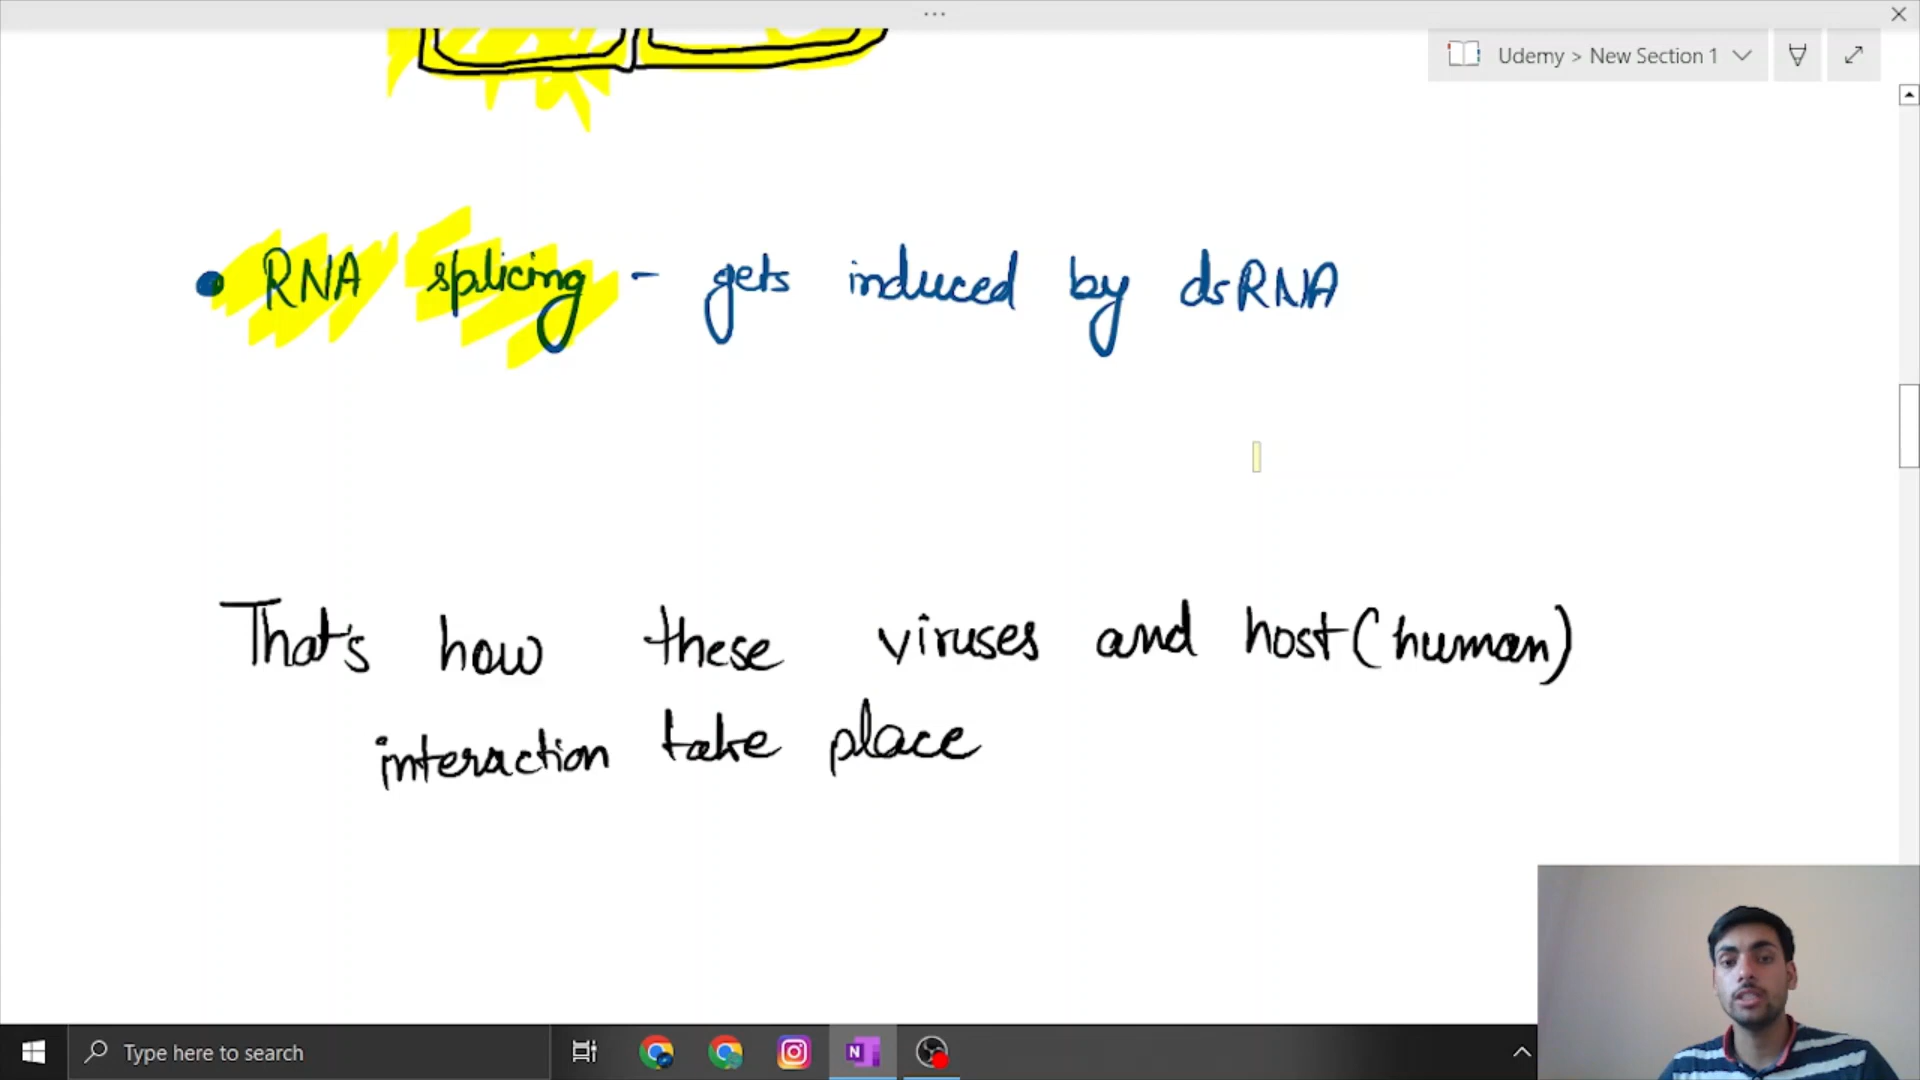 ...
Udemy > New Section 1
• RNA splicing - gets induced by dsRNA
That's how these viruses and host (human)
interaction take place
Type here to search
N